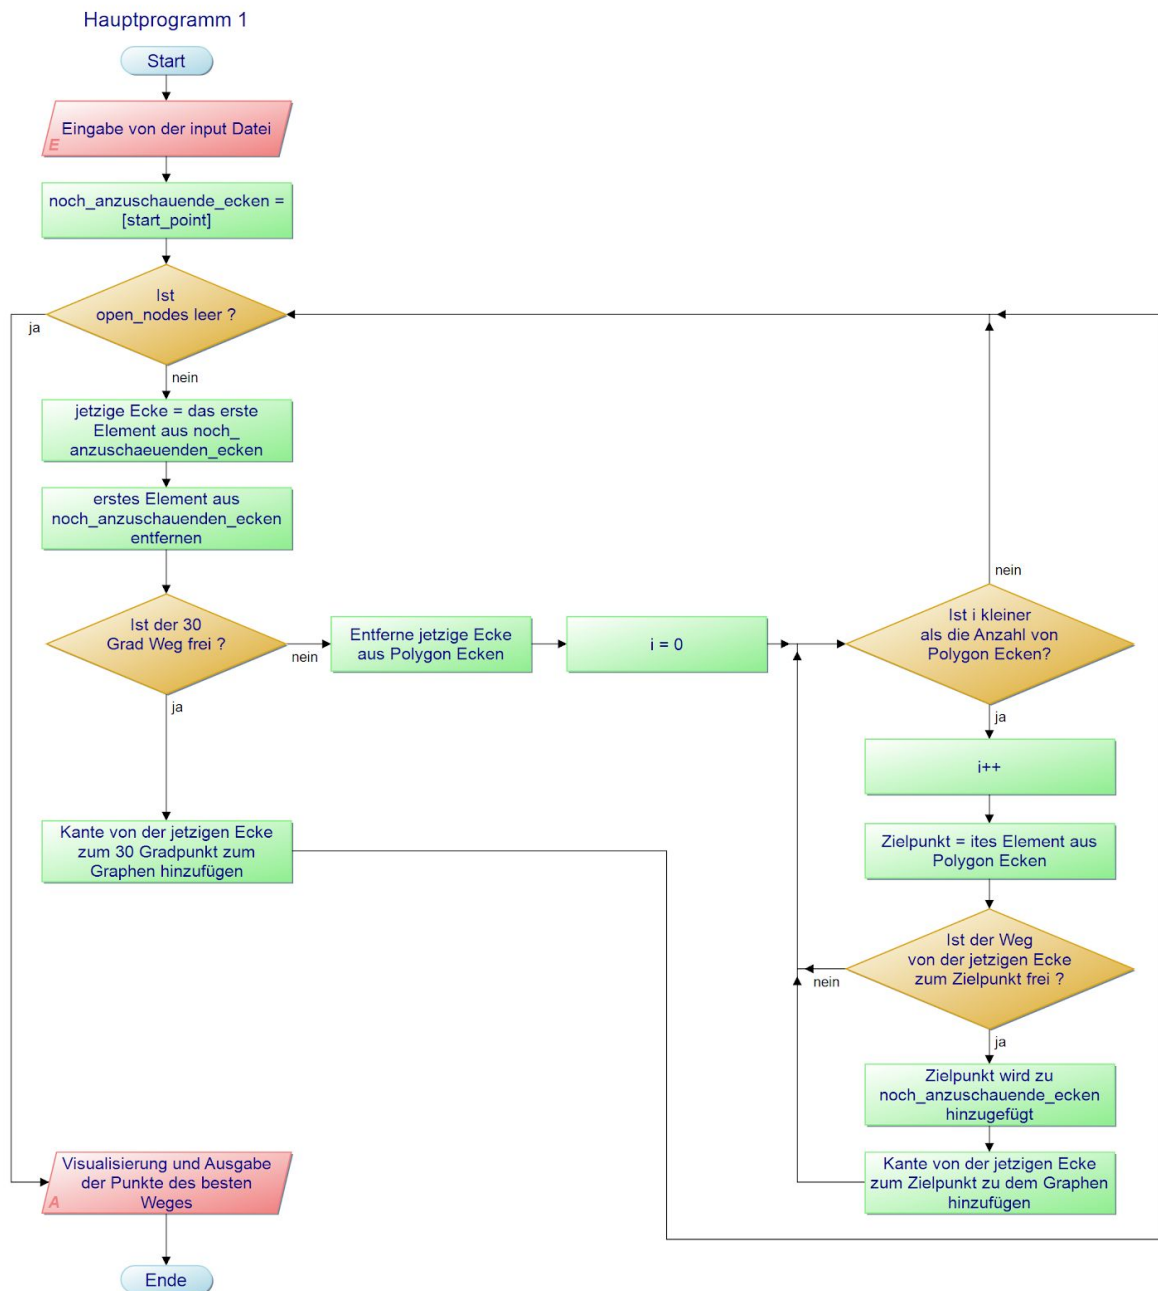 Hauptprogramm 1
Start
Eingabe von der input Datei
E
noch_anzuschauende_ecken =
[start_point]
Ist
open_nodes leer ?
ja
nein
jetzige Ecke = das erste
Element aus noch_
anzuschaeuenden_ecken
erstes Element aus
noch_anzuschauenden_ecken
entfernen
Ist der 30
Grad Weg frei ?
nein
ja
Entferne jetzige Ecke
aus Polygon Ecken
i = 0
Ist i kleiner
als die Anzahl von
Polygon Ecken?
nein
ja
i++
Zielpunkt = ites Element aus
Polygon Ecken
Ist der Weg
von der jetzigen Ecke
zum Zielpunkt frei ?
nein
ja
Zielpunkt wird zu
noch_anzuschauende_ecken
hinzugefügt
Kante von der jetzigen Ecke
zum Zielpunkt zu dem Graphen
hinzufügen
Kante von der jetzigen Ecke
zum 30 Gradpunkt zum
Graphen hinzufügen
Visualisierung und Ausgabe
der Punkte des besten
Weges
A
Ende